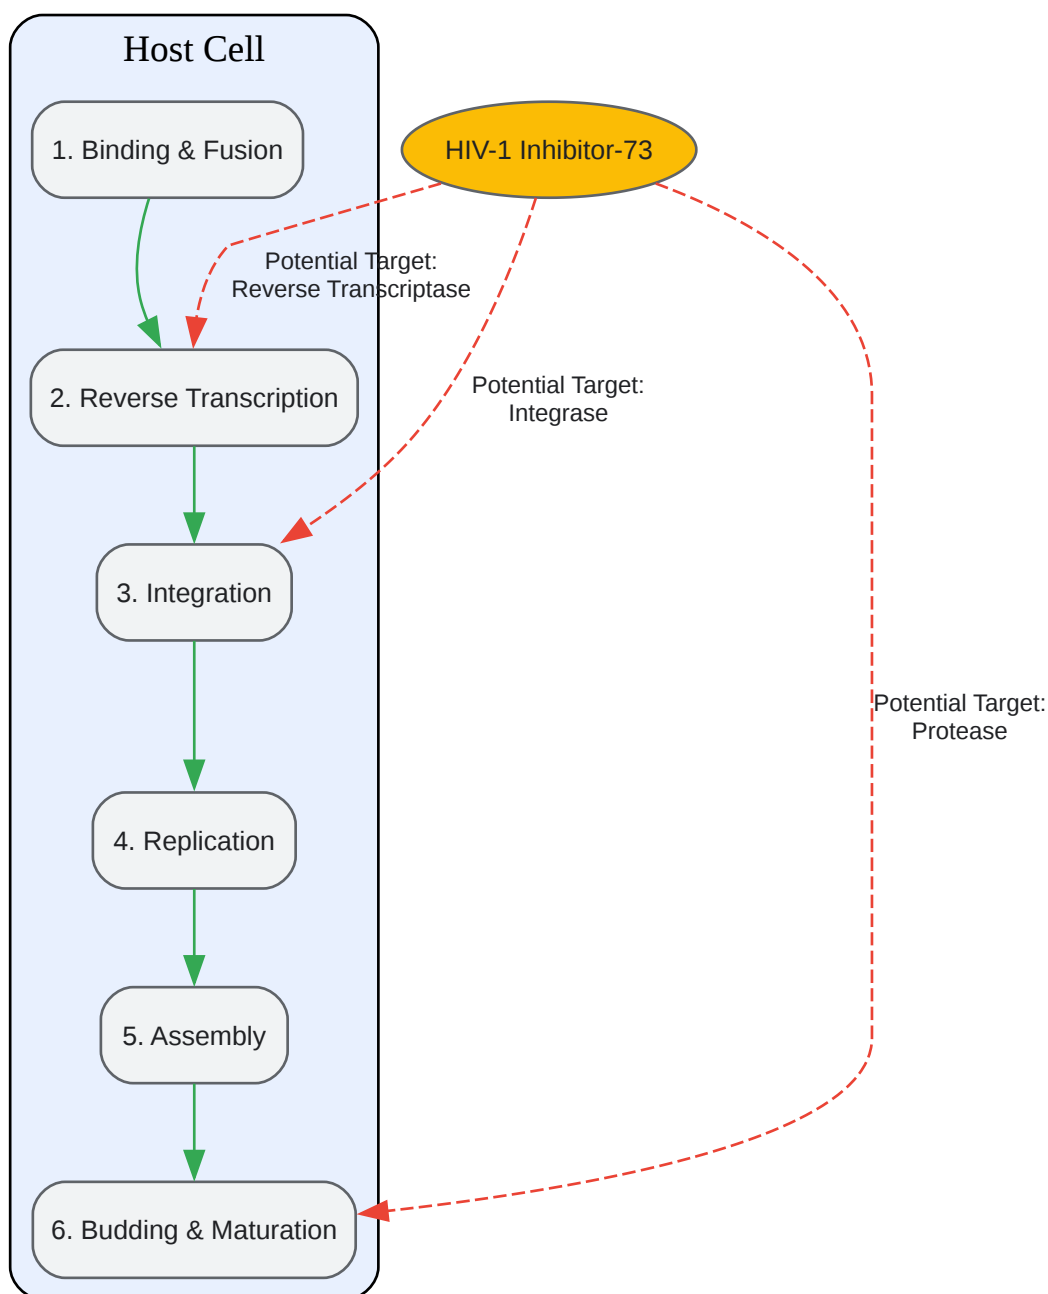 Host Cell
1. Binding & Fusion
HIV-1 Inhibitor-73
Potential Target:
Reverse Transcriptase
2. Reverse Transcription
Potential Target:
Integrase
3. Integration
Potential Target:
Protease
4. Replication
5. Assembly
6. Budding & Maturation